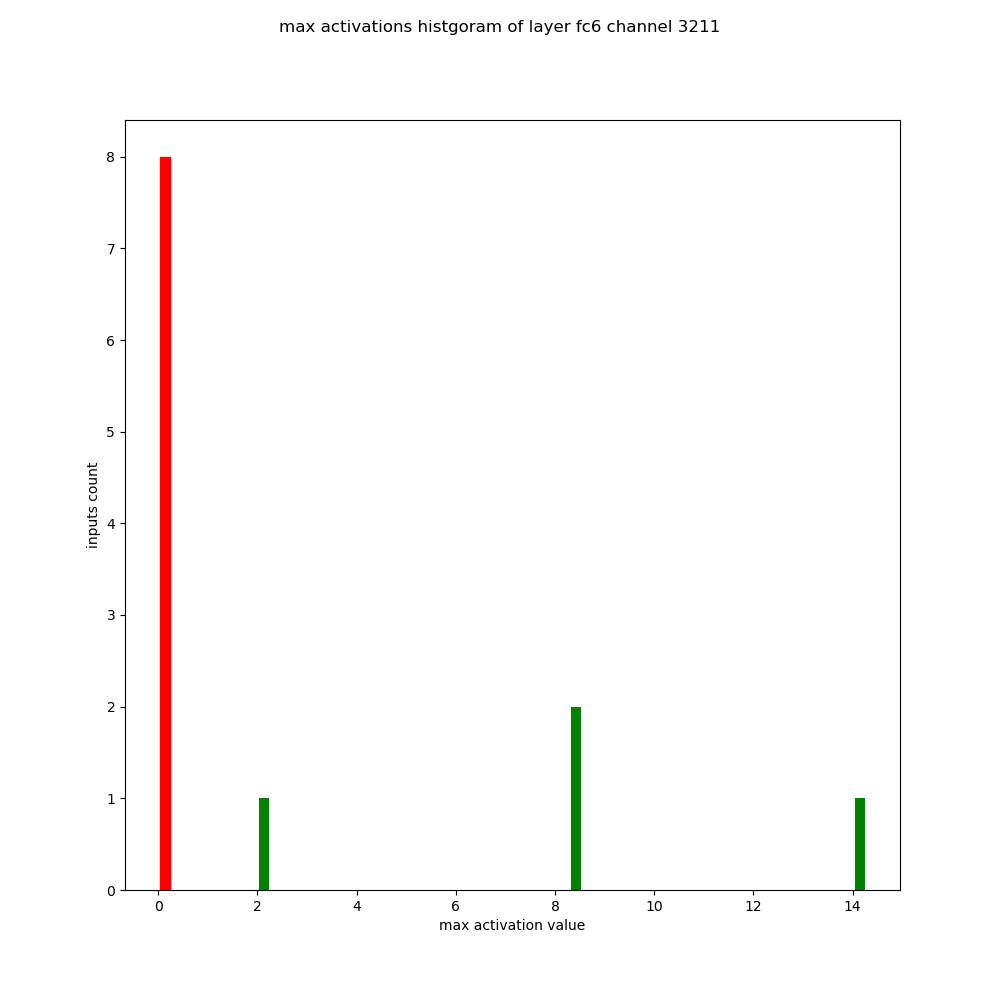 max activations histgoram of layer fc6 channel 3211
8
7
6
5
4
3
2
1
0
inputs count
0 2 4 6 8 10 12 14
max activation value